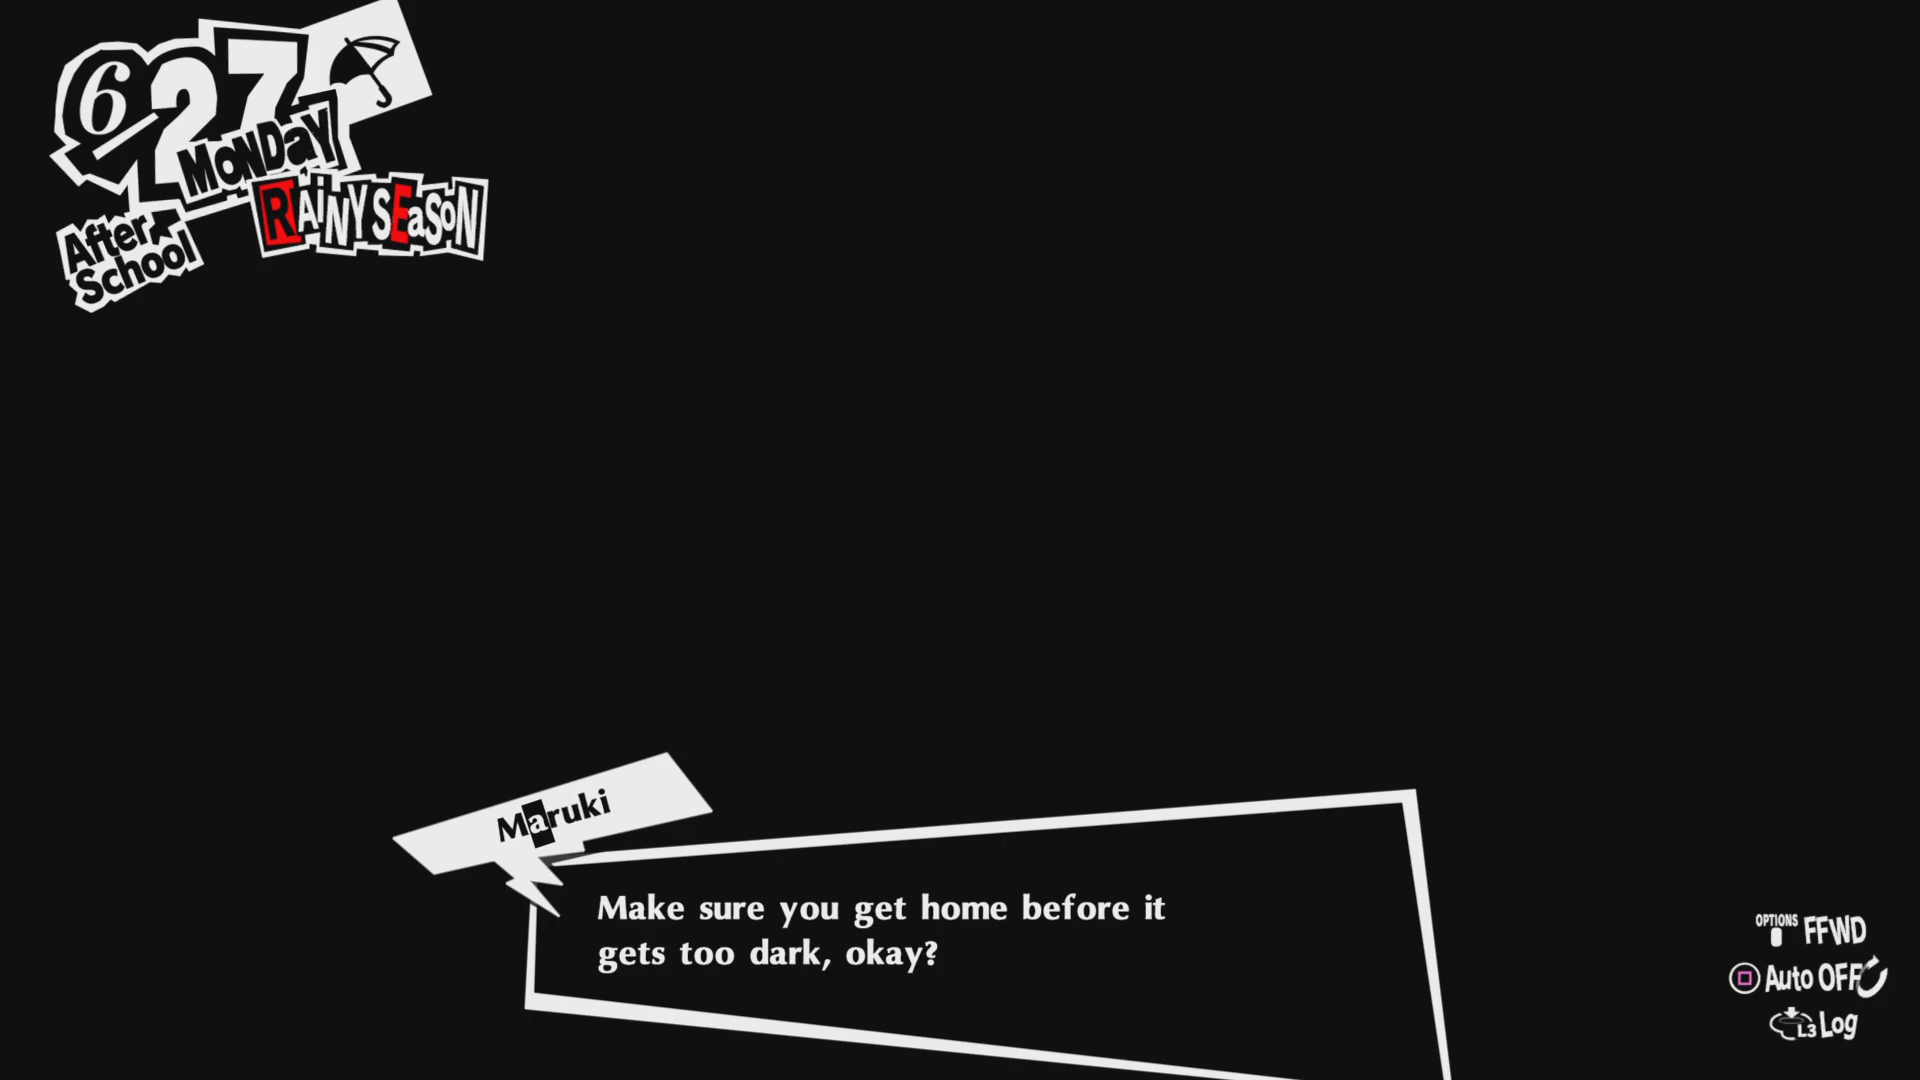 6/27
MONDaY
RAiNY SEaSoN
After
School
Maruki
Make sure you get home before it
gets too dark, okay?
OPTIONS FFWD
Auto OFF
L3 Log